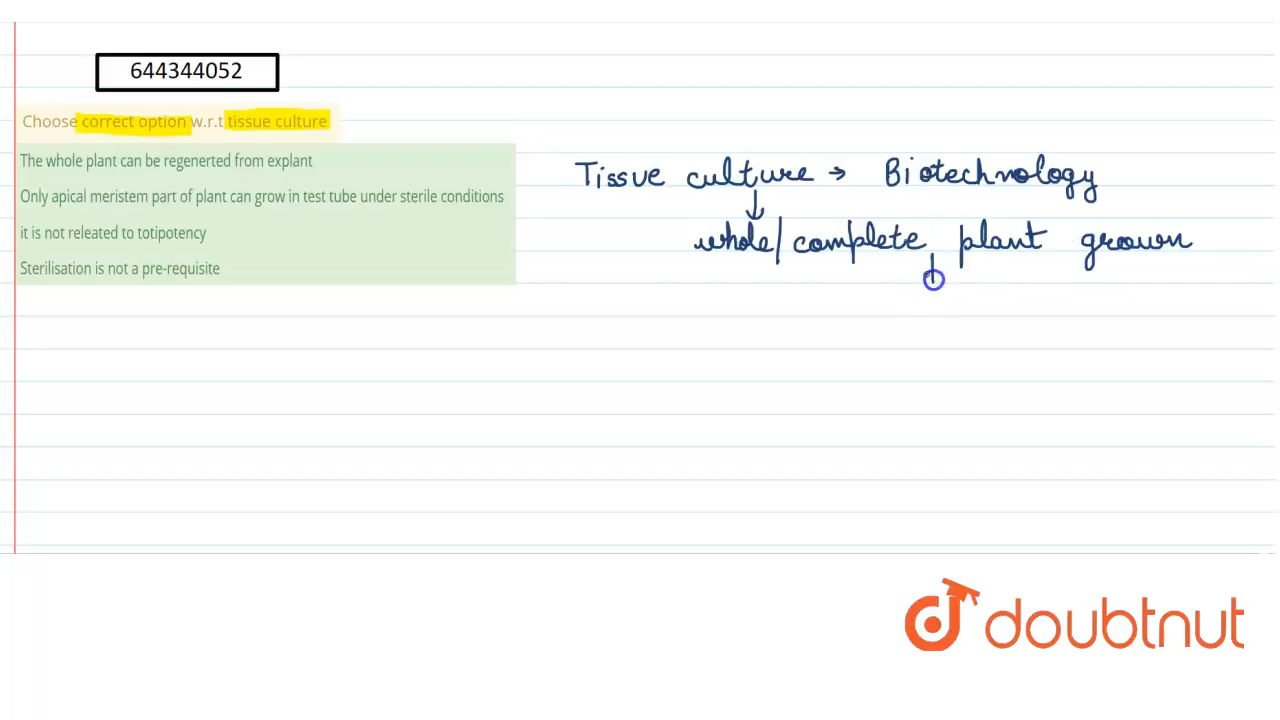 644344052
Choose correct option w.r.t tissue culture
The whole plant can be regenerted from explant
Only apical meristem part of plant can grow in test tube under sterile conditions
it is not releated to totipotency
Sterilisation is not a pre-requisite
Tissue culture → Biotechnology
↓
whole/complete plant grown
doubtnut